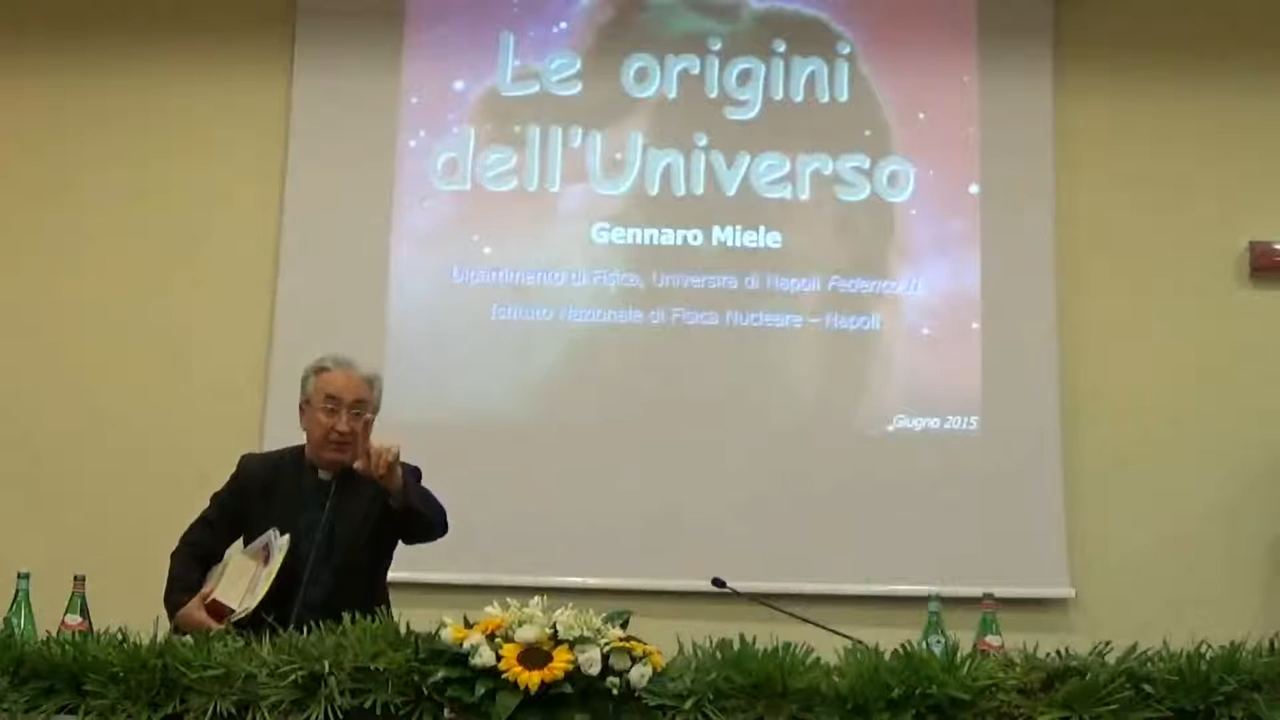 Le origini
dell'Universo
Gennaro Miele
Dipartimento di Fisica, Università di Napoli Federico II
Istituto Nazionale di Fisica Nucleare – Napoli
Giugno 2015